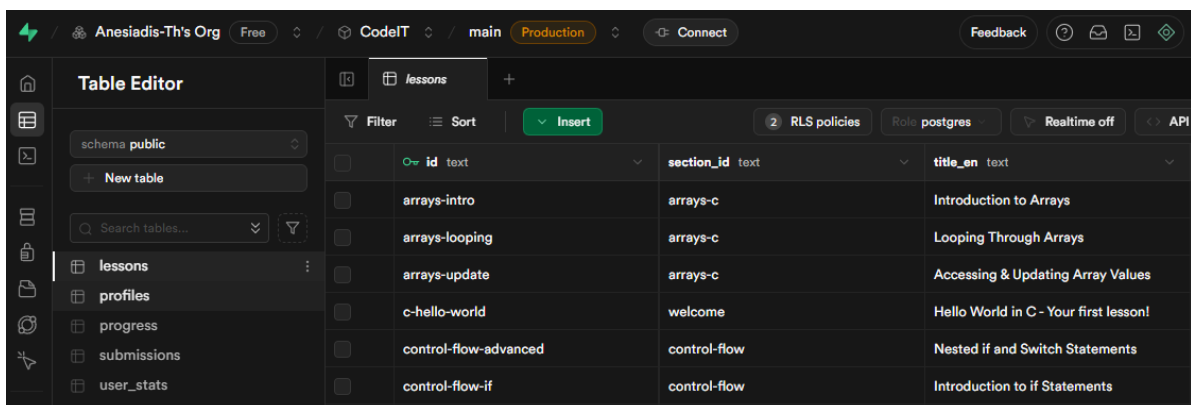 Anesiadis-Th's Org Free / CodeIT / main Production Connect Feedback
Table Editor
lessons
Filter Sort Insert 2 RLS policies Role postgres Realtime off API
schema public
New table
Search tables...
lessons
profiles
progress
submissions
user_stats
id text section_id text title_en text
arrays-intro arrays-c Introduction to Arrays
arrays-looping arrays-c Looping Through Arrays
arrays-update arrays-c Accessing & Updating Array Values
c-hello-world welcome Hello World in C - Your first lesson!
control-flow-advanced control-flow Nested if and Switch Statements
control-flow-if control-flow Introduction to if Statements